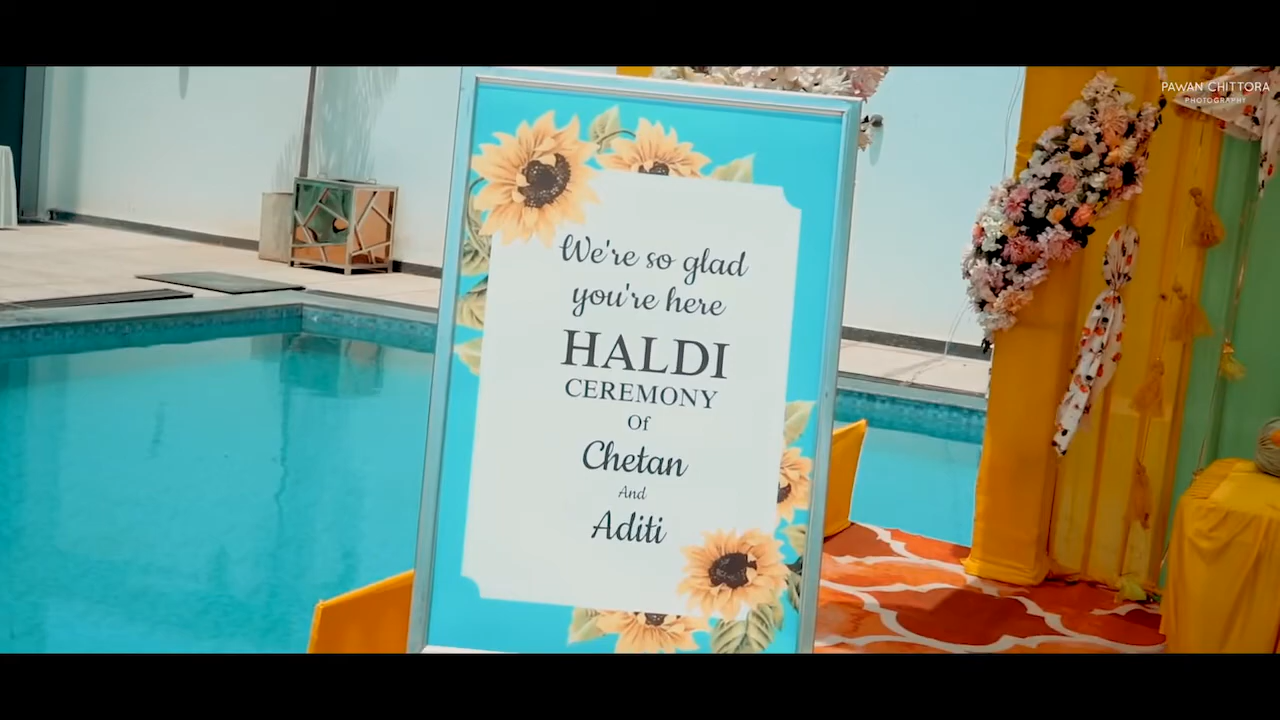 PAWAN CHITTORA
PHOTOGRAPHY
We're so glad
you're here
HALDI
CEREMONY
Of
Chetan
And
Aditi